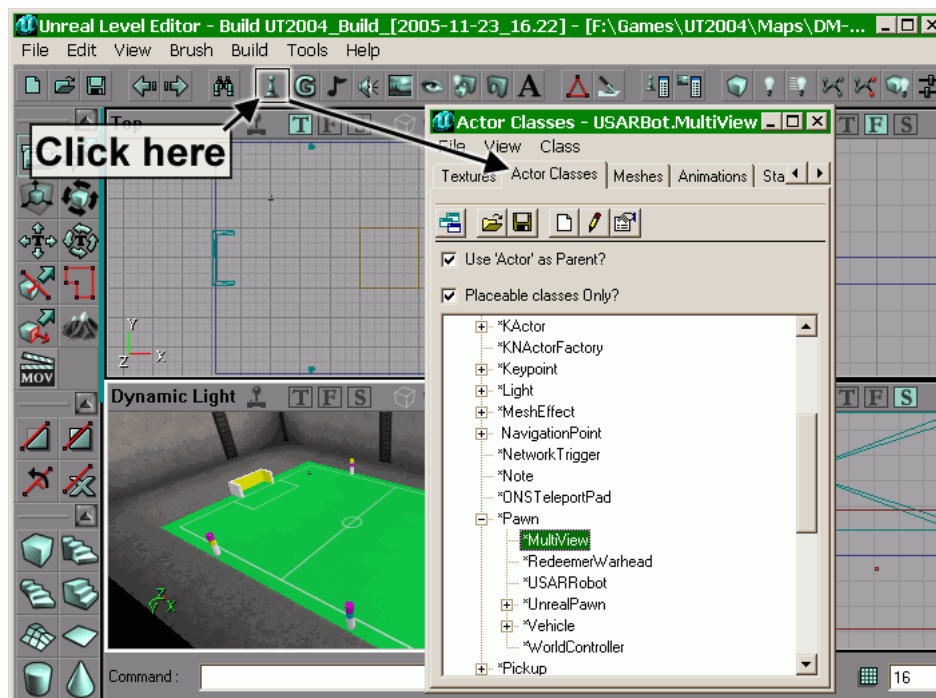 Unreal Level Editor - Build UT2004_Build_[2005-11-23_16.22] - [F:\Games\UT2004\Maps\DM-...
File Edit View Brush Build Tools Help
Click here
Top
T F S
Actor Classes - USARBot.MultiView
File View Class
T F S
Textures Actor Classes Meshes Animations Sta
Use 'Actor' as Parent?
Placeable classes Only?
*KActor
*KNActorFactory
*Keypoint
*Light
*MeshEffect
NavigationPoint
*NetworkTrigger
*Note
*ONSTeleportPad
*Pawn
*MultiView
*RedeemerWarhead
*USARRobot
*UnrealPawn
*Vehicle
*WorldController
*Pickup
Y
Z X
MOV
Dynamic Light T F S
T F S
Z
Y X
Command :
16